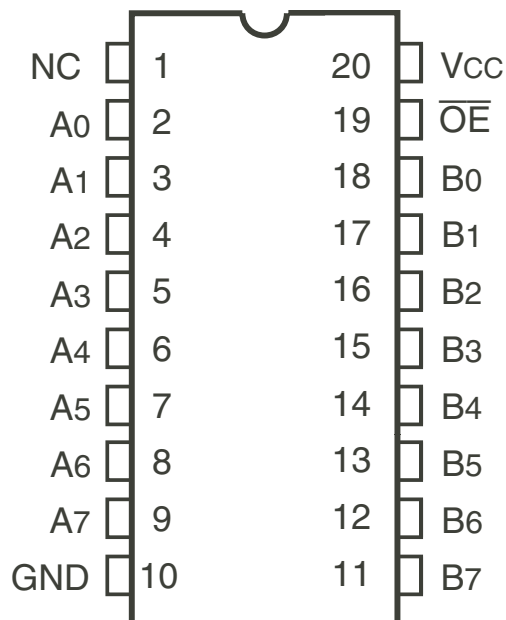 NC 1 20 VCC
A0 2 19 O̅E̅
A1 3 18 B0
A2 4 17 B1
A3 5 16 B2
A4 6 15 B3
A5 7 14 B4
A6 8 13 B5
A7 9 12 B6
GND 10 11 B7